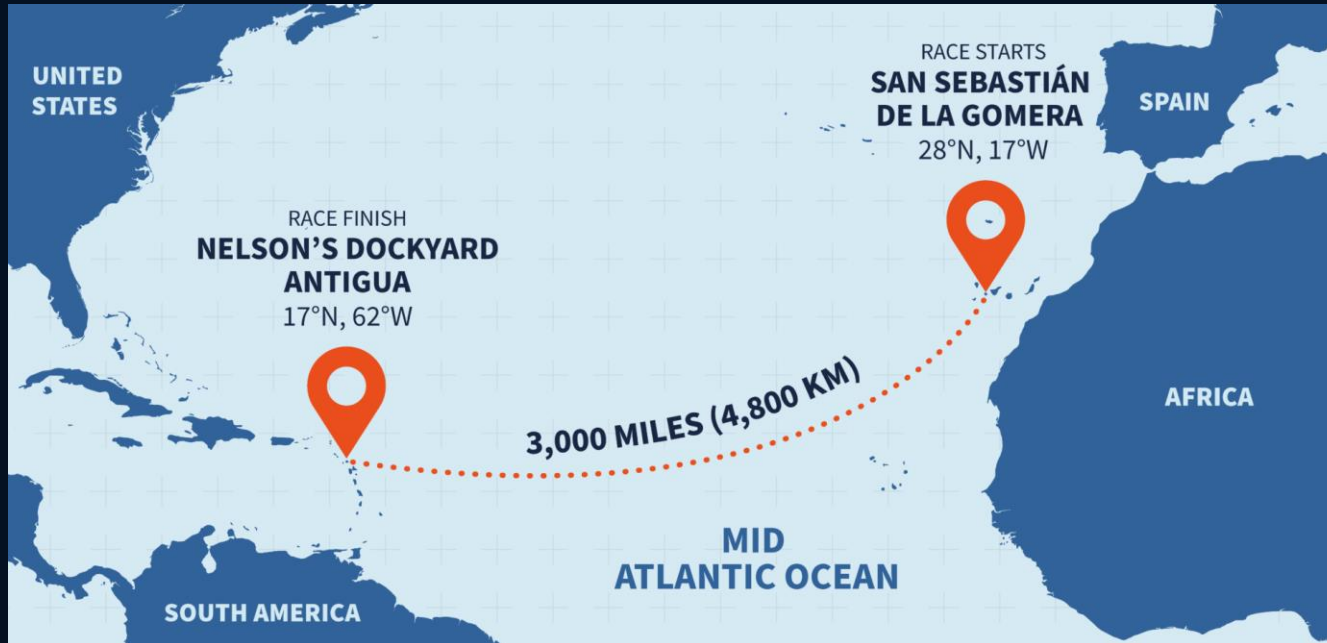 UNITED
STATES
RACE STARTS
SAN SEBASTIÁN
DE LA GOMERA
28°N, 17°W
SPAIN
RACE FINISH
NELSON’S DOCKYARD
ANTIGUA
17°N, 62°W
3,000 MILES (4,800 KM)
AFRICA
MID
ATLANTIC OCEAN
SOUTH AMERICA